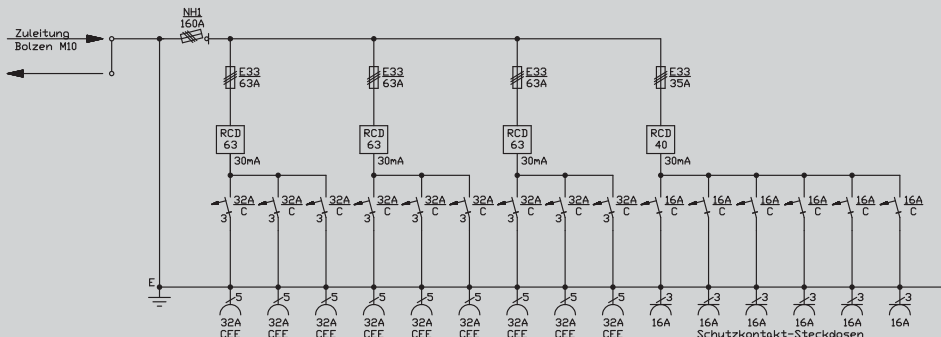 NH1
160A
Zuleitung
Bolzen M10
E33 E33 E33 E33
63A 63A 63A 35A
RCD RCD RCD RCD
63 63 63 40
30mA 30mA 30mA 30mA
32A 32A 32A 32A 32A 32A 32A 32A 32A 16A 16A 16A 16A 16A 16A
C C C C C C C C C C C C C C C
3 3 3 3 3 3 3 3 3
E
5 5 5 5 5 5 5 5 5 3 3 3 3 3 3
32A 32A 32A 32A 32A 32A 32A 32A 32A 16A 16A 16A 16A 16A 16A
CEE CEE CEE CEE CEE CEE CEE CEE CEE Schutzkontakt-Steckdosen